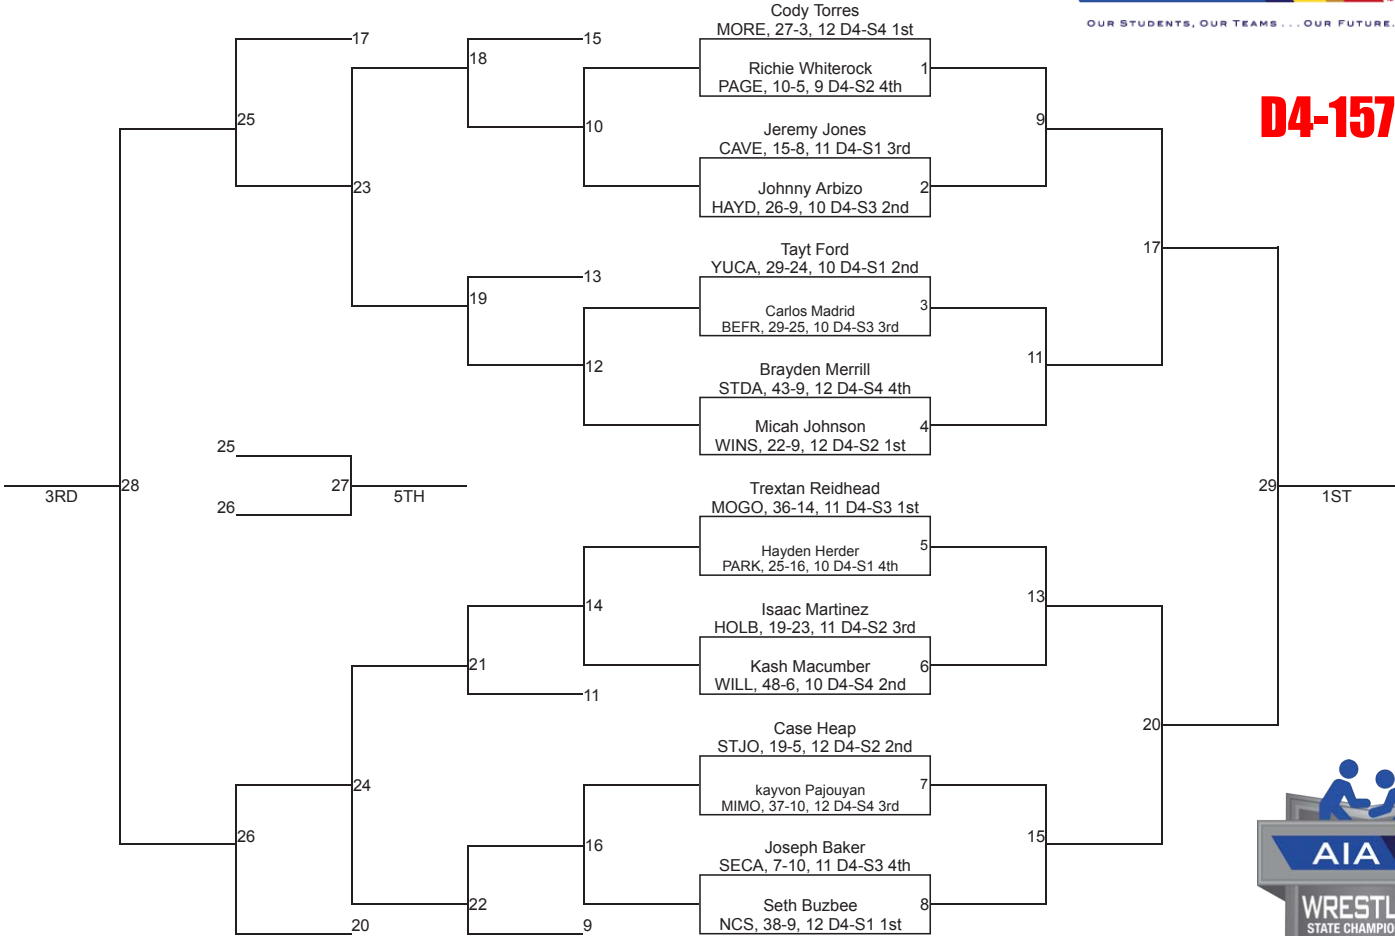 OUR STUDENTS, OUR TEAMS . . . OUR FUTURE.
D4-157
Cody Torres
MORE, 27-3, 12 D4-S4 1st
Richie Whiterock 1
PAGE, 10-5, 9 D4-S2 4th
Jeremy Jones
CAVE, 15-8, 11 D4-S1 3rd
Johnny Arbizo 2
HAYD, 26-9, 10 D4-S3 2nd
Tayt Ford
YUCA, 29-24, 10 D4-S1 2nd
Carlos Madrid 3
BEFR, 29-25, 10 D4-S3 3rd
Brayden Merrill
STDA, 43-9, 12 D4-S4 4th
Micah Johnson 4
WINS, 22-9, 12 D4-S2 1st
Trextan Reidhead
MOGO, 36-14, 11 D4-S3 1st
Hayden Herder 5
PARK, 25-16, 10 D4-S1 4th
Isaac Martinez
HOLB, 19-23, 11 D4-S2 3rd
Kash Macumber 6
WILL, 48-6, 10 D4-S4 2nd
Case Heap
STJO, 19-5, 12 D4-S2 2nd
kayvon Pajouyan 7
MIMO, 37-10, 12 D4-S4 3rd
Joseph Baker
SECA, 7-10, 11 D4-S3 4th
Seth Buzbee 8
NCS, 38-9, 12 D4-S1 1st
9
11
13
15
17
20
29
1ST
15
10
13
12
14
11
16
9
18
19
21
22
17
23
24
20
25
26
25
26
27
5TH
28
3RD
AIA
WRESTL
STATE CHAMPIO